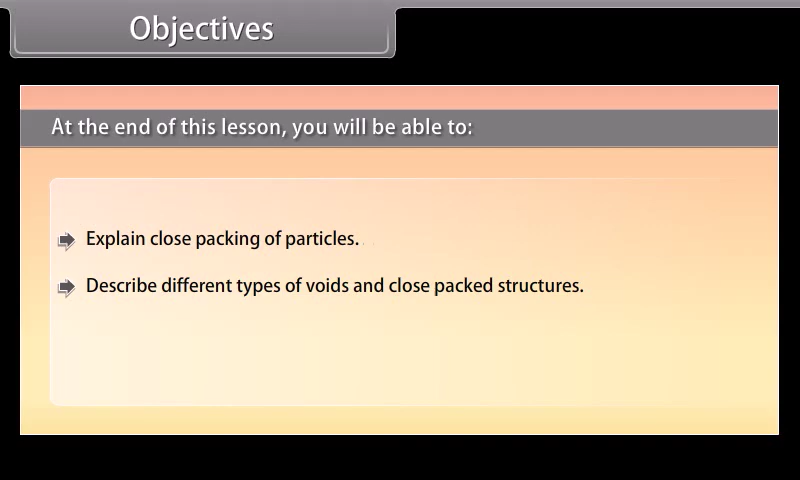 Objectives
At the end of this lesson, you will be able to:
Explain close packing of particles.
Describe different types of voids and close packed structures.